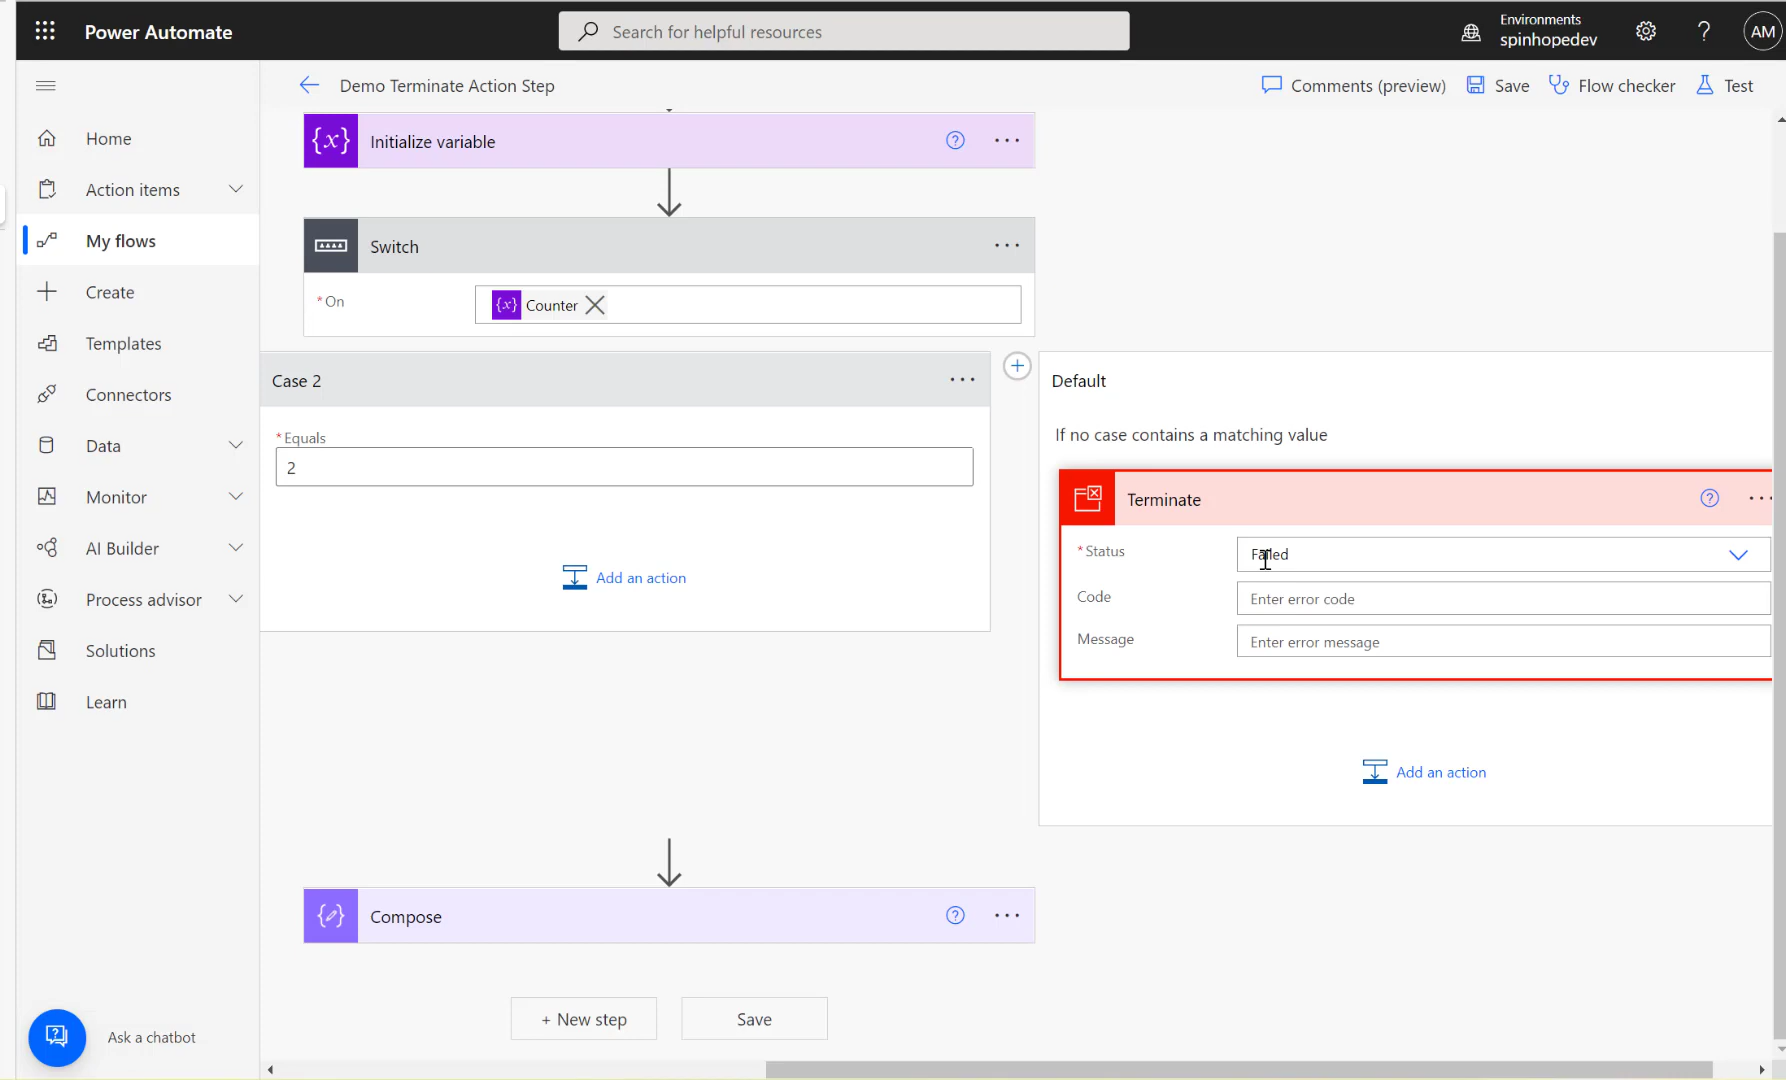 Power Automate
Search for helpful resources
Environments
spinhopedev
?
AM
Demo Terminate Action Step
Comments (preview)
Save
Flow checker
Test
Home
Action items
My flows
Create
Templates
Connectors
Data
Monitor
AI Builder
Process advisor
Solutions
Learn
Ask a chatbot
{x} Initialize variable ? ...
Switch ...
* On
{x} Counter
Case 2 ...
* Equals
2
Add an action
Default
If no case contains a matching value
Terminate ? ...
* Status
Failed
Code
Enter error code
Message
Enter error message
Add an action
Compose ? ...
+ New step
Save